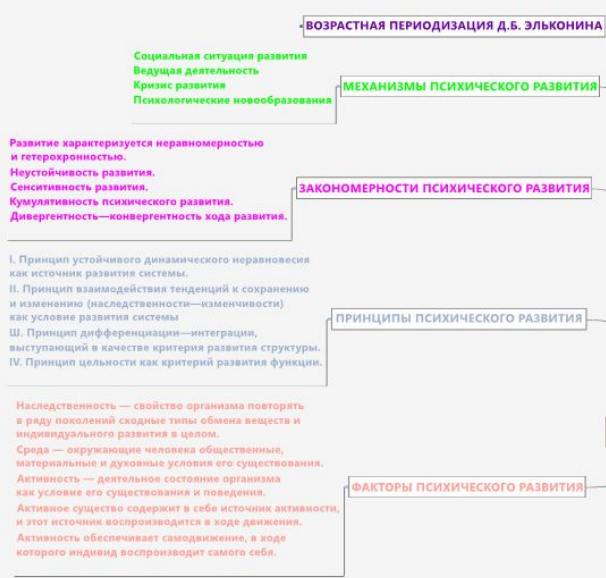 ВОЗРАСТНАЯ ПЕРИОДИЗАЦИЯ Д.Б. ЭЛЬКОНИНА
Социальная ситуация развития
Ведущая деятельность
Кризис развития
Психологические новообразования
МЕХАНИЗМЫ ПСИХИЧЕСКОГО РАЗВИТИЯ
Развитие характеризуется неравномерностью
и гетерохронностью.
Неустойчивость развития.
Сенситивность развития.
Кумулятивность психического развития.
Дивергентность—конвергентность хода развития.
ЗАКОНОМЕРНОСТИ ПСИХИЧЕСКОГО РАЗВИТИЯ
I. Принцип устойчивого динамического неравновесия
как источник развития системы.
II. Принцип взаимодействия тенденций к сохранению
и изменению (наследственности—изменчивости)
как условие развития системы
Ш. Принцип дифференциации—интеграции,
выступающий в качестве критерия развития структуры.
IV. Принцип цельности как критерий развития функции.
ПРИНЦИПЫ ПСИХИЧЕСКОГО РАЗВИТИЯ
Наследственность — свойство организма повторять
в ряду поколений сходные типы обмена веществ и
индивидуального развития в целом.
Среда — окружающие человека общественные,
материальные и духовные условия его существования.
Активность — деятельное состояние организма
как условие его существования и поведения.
Активное существо содержит в себе источник активности,
и этот источник воспроизводится в ходе движения.
Активность обеспечивает самодвижение, в ходе
которого индивид воспроизводит самого себя.
ФАКТОРЫ ПСИХИЧЕСКОГО РАЗВИТИЯ